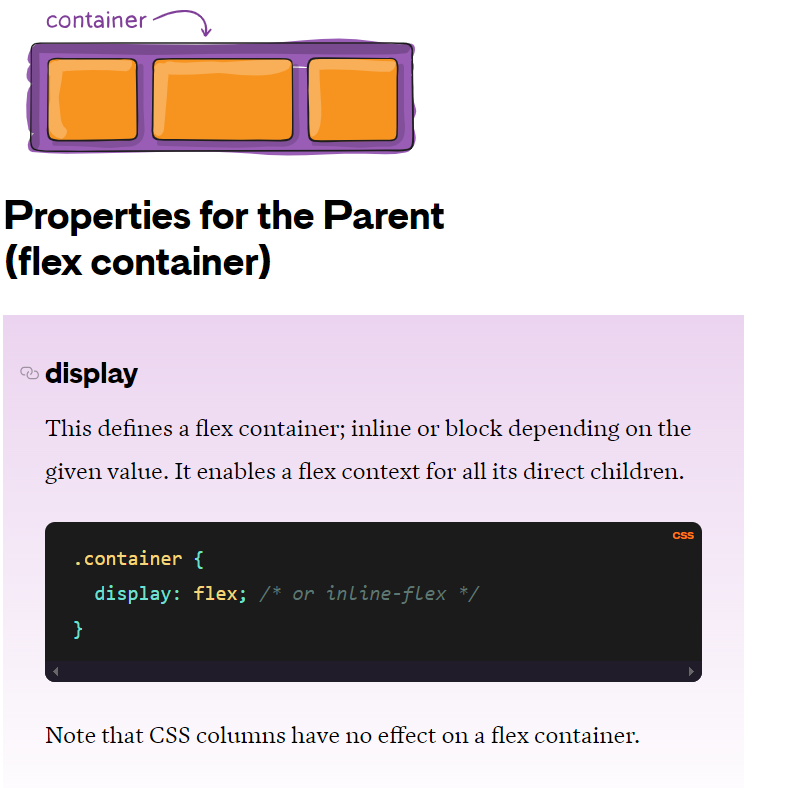 container
Properties for the Parent
(flex container)
display
This defines a flex container; inline or block depending on the
given value. It enables a flex context for all its direct children.
CSS
.container {
  display: flex; /* or inline-flex */
}
Note that CSS columns have no effect on a flex container.